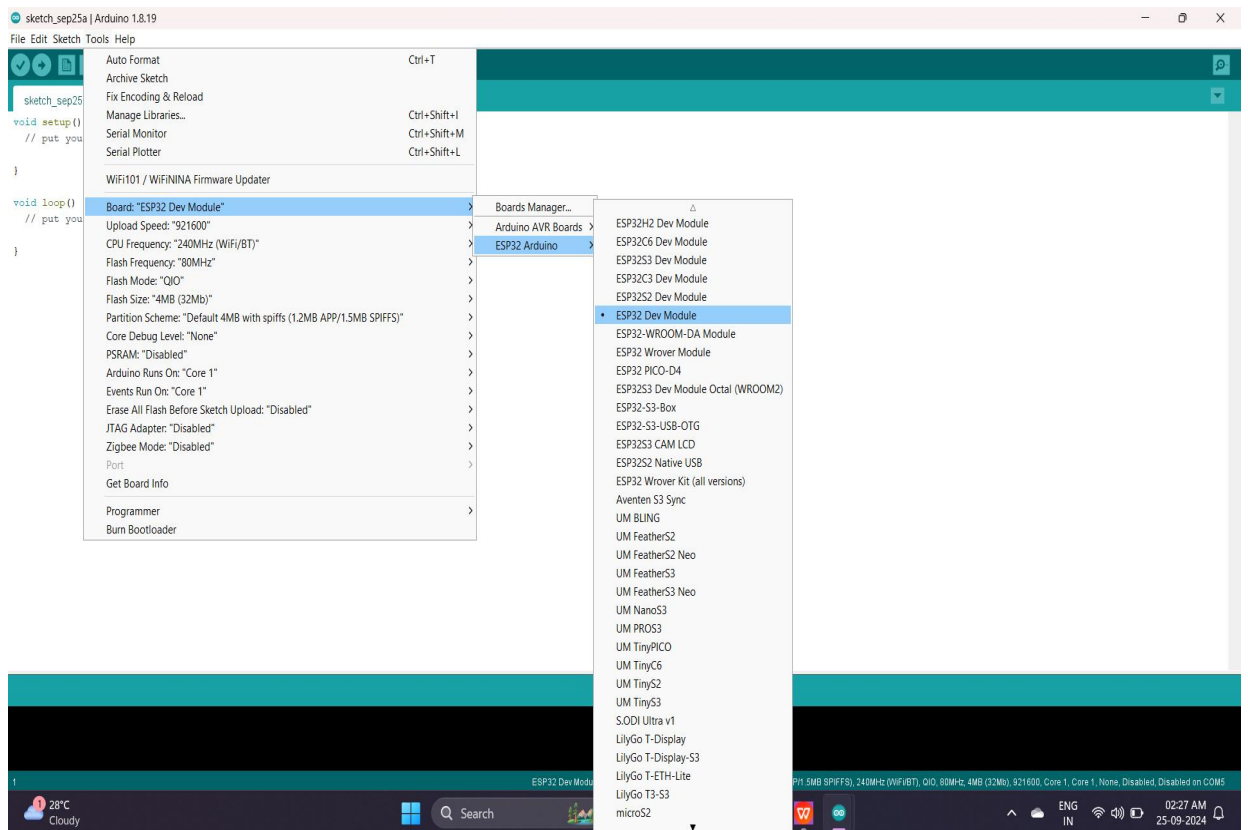 sketch_sep25a | Arduino 1.8.19
File Edit Sketch Tools Help
sketch_sep25
void setup()
// put you
}
void loop()
// put you
}
Auto Format Ctrl+T
Archive Sketch
Fix Encoding & Reload
Manage Libraries... Ctrl+Shift+I
Serial Monitor Ctrl+Shift+M
Serial Plotter Ctrl+Shift+L
WiFi101 / WiFiNINA Firmware Updater
Board: "ESP32 Dev Module"
Upload Speed: "921600"
CPU Frequency: "240MHz (WiFi/BT)"
Flash Frequency: "80MHz"
Flash Mode: "QIO"
Flash Size: "4MB (32Mb)"
Partition Scheme: "Default 4MB with spiffs (1.2MB APP/1.5MB SPIFFS)"
Core Debug Level: "None"
PSRAM: "Disabled"
Arduino Runs On: "Core 1"
Events Run On: "Core 1"
Erase All Flash Before Sketch Upload: "Disabled"
JTAG Adapter: "Disabled"
Zigbee Mode: "Disabled"
Port
Get Board Info
Programmer
Burn Bootloader
Boards Manager...
Arduino AVR Boards
ESP32 Arduino
ESP32H2 Dev Module
ESP32C6 Dev Module
ESP32S3 Dev Module
ESP32C3 Dev Module
ESP32S2 Dev Module
ESP32 Dev Module
ESP32-WROOM-DA Module
ESP32 Wrover Module
ESP32 PICO-D4
ESP32S3 Dev Module Octal (WROOM2)
ESP32-S3-Box
ESP32-S3-USB-OTG
ESP32S3 CAM LCD
ESP32S2 Native USB
ESP32 Wrover Kit (all versions)
Aventen S3 Sync
UM BLING
UM FeatherS2
UM FeatherS2 Neo
UM FeatherS3
UM FeatherS3 Neo
UM NanoS3
UM PROS3
UM TinyPICO
UM TinyC6
UM TinyS2
UM TinyS3
S.ODI Ultra v1
LilyGo T-Display
LilyGo T-Display-S3
LilyGo T-ETH-Lite
LilyGo T3-S3
microS2
1 ESP32 Dev Modu P/1.5MB SPIFFS), 240MHz (WiFi/BT), QIO, 80MHz, 4MB (32Mb), 921600, Core 1, Core 1, None, Disabled, Disabled on COM5
1 28°C
Cloudy
Search
W
ENG
IN
02:27 AM
25-09-2024